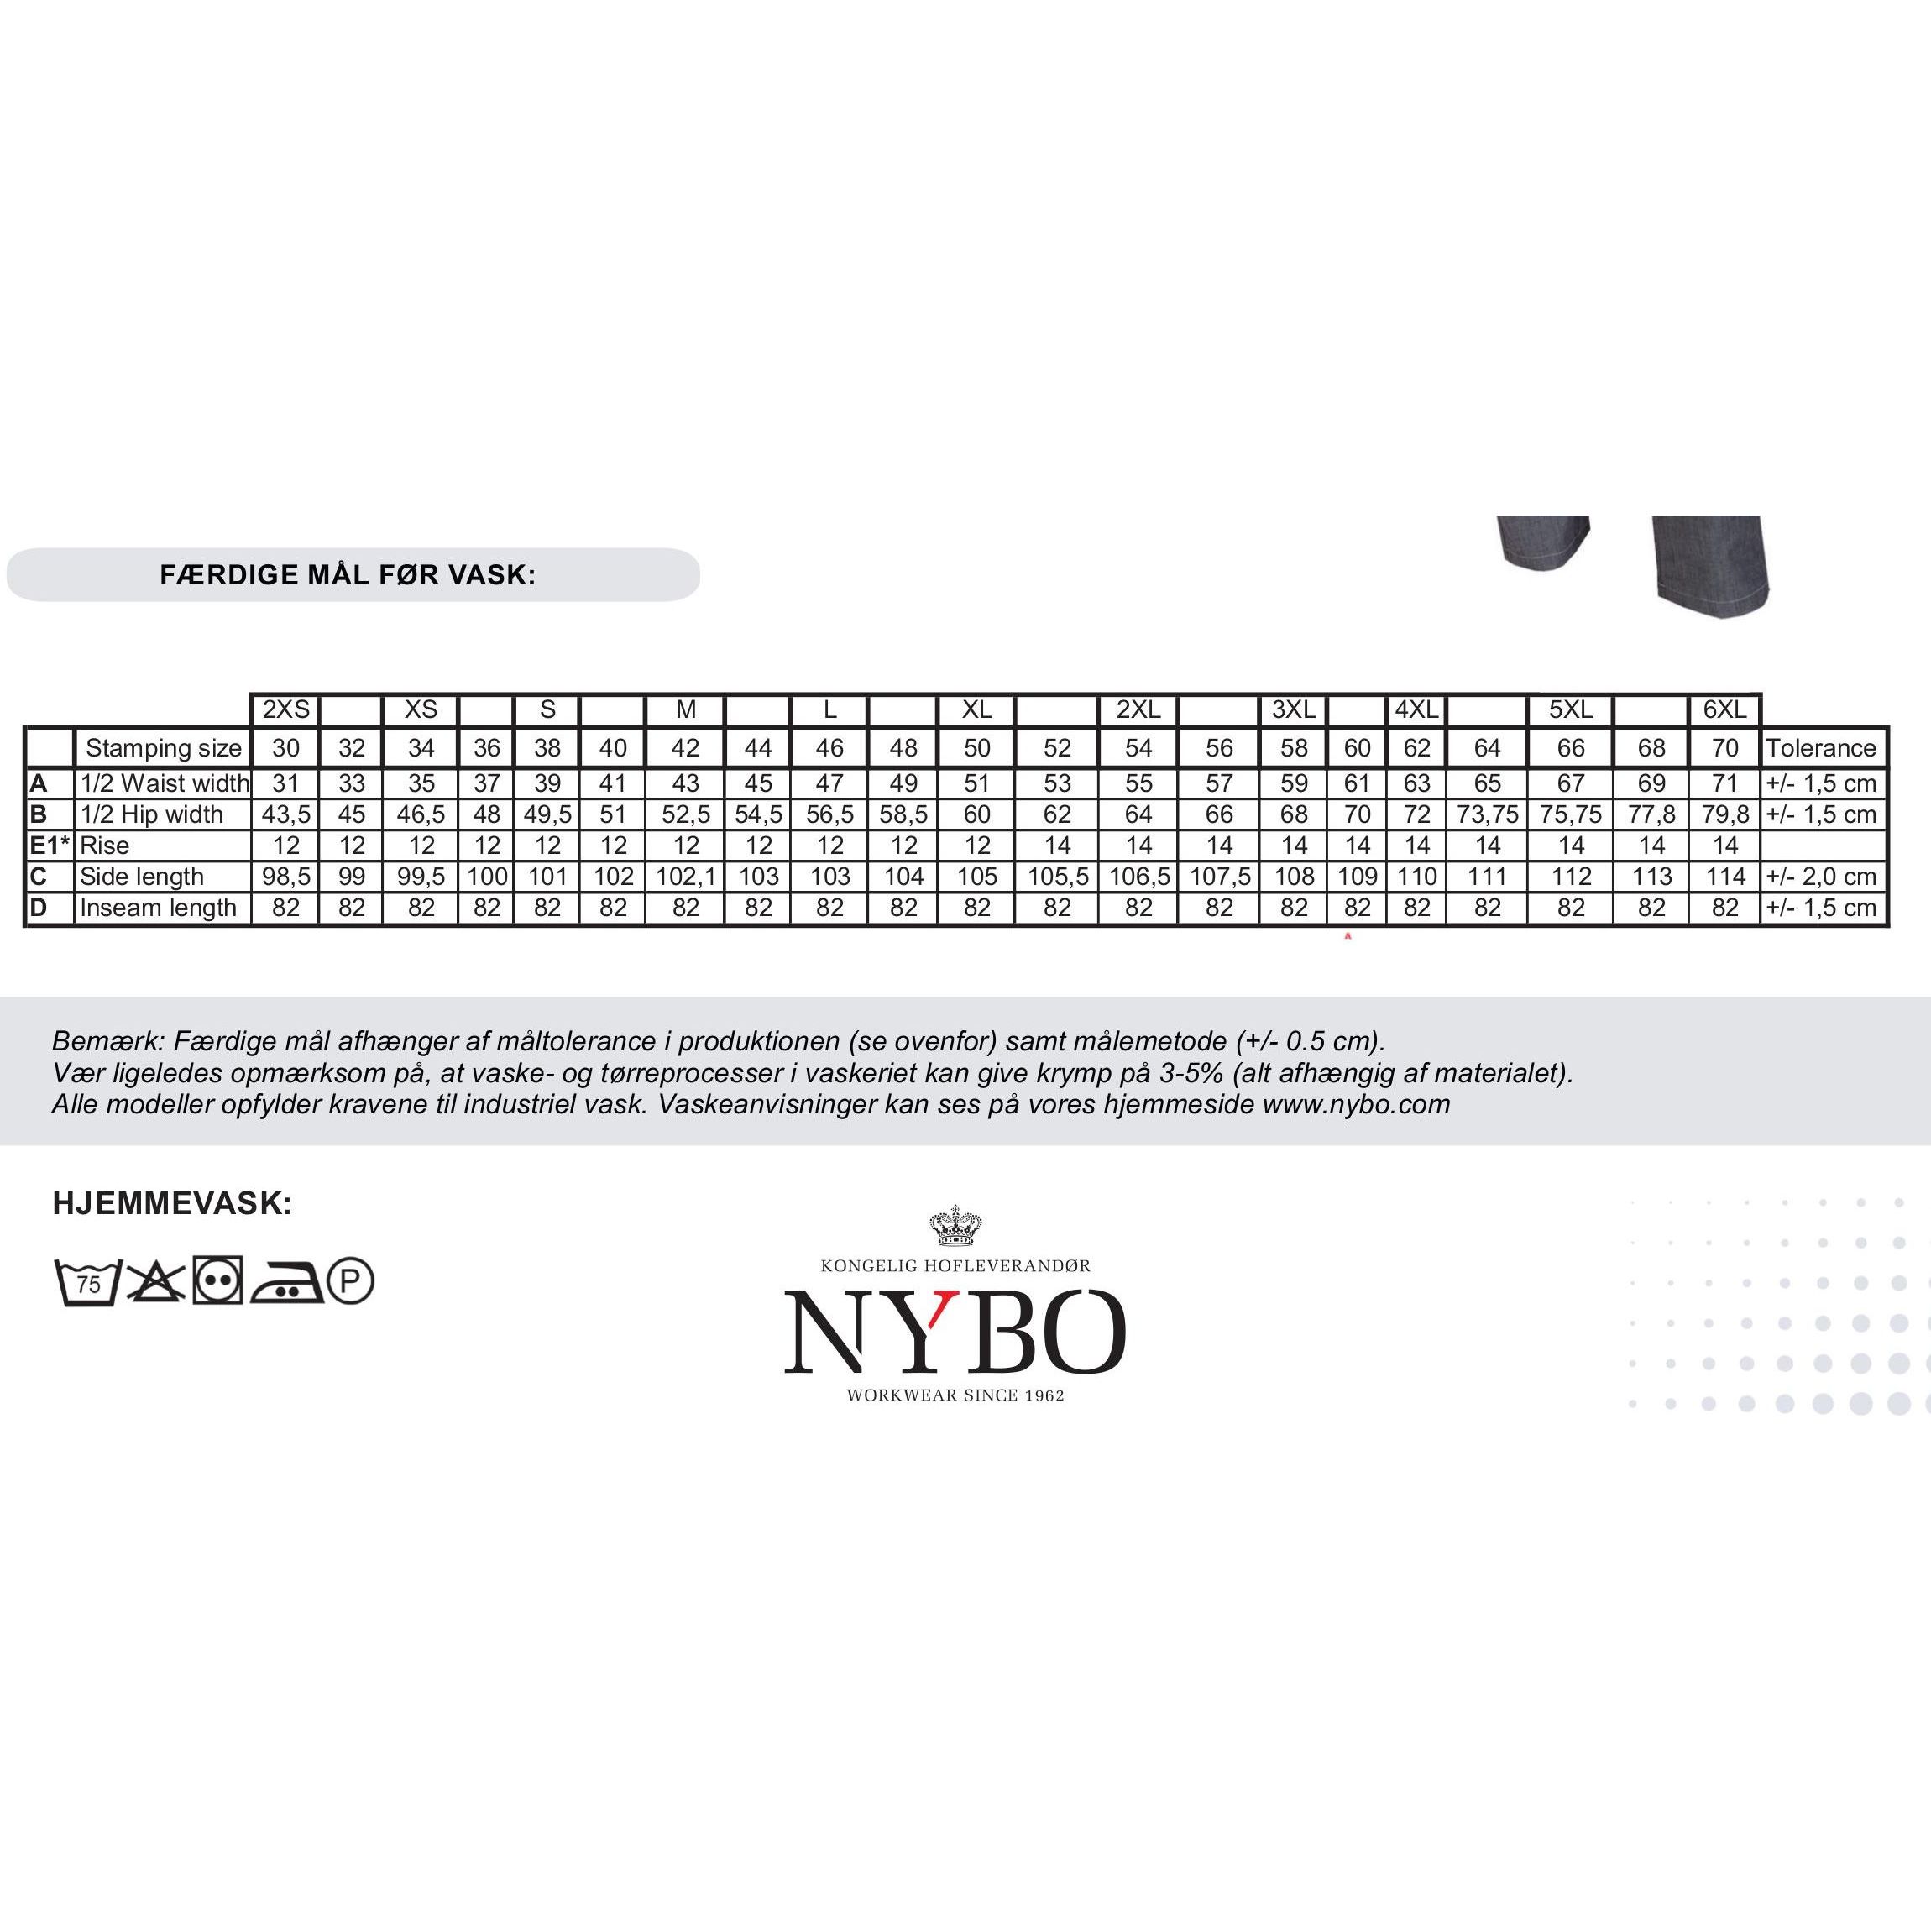 FÆRDIGE MÅL FØR VASK:
2XS XS S M L XL 2XL 3XL 4XL 5XL 6XL
Stamping size 30 32 34 36 38 40 42 44 46 48 50 52 54 56 58 60 62 64 66 68 70 Tolerance
A 1/2 Waist width 31 33 35 37 39 41 43 45 47 49 51 53 55 57 59 61 63 65 67 69 71 +/- 1,5 cm
B 1/2 Hip width 43,5 45 46,5 48 49,5 51 52,5 54,5 56,5 58,5 60 62 64 66 68 70 72 73,75 75,75 77,8 79,8 +/- 1,5 cm
E1* Rise 12 12 12 12 12 12 12 12 12 12 12 14 14 14 14 14 14 14 14 14 14
C Side length 98,5 99 99,5 100 101 102 102,1 103 103 104 105 105,5 106,5 107,5 108 109 110 111 112 113 114 +/- 2,0 cm
D Inseam length 82 82 82 82 82 82 82 82 82 82 82 82 82 82 82 82 82 82 82 82 82 +/- 1,5 cm
Bemærk: Færdige mål afhænger af måltolerance i produktionen (se ovenfor) samt målemetode (+/- 0.5 cm).
Vær ligeledes opmærksom på, at vaske- og tørreprocesser i vaskeriet kan give krymp på 3-5% (alt afhængig af materialet).
Alle modeller opfylder kravene til industriel vask. Vaskeanvisninger kan ses på vores hjemmeside www.nybo.com
HJEMMEVASK:
75 P
KONGELIG HOFLEVERANDØR
NYBO
WORKWEAR SINCE 1962